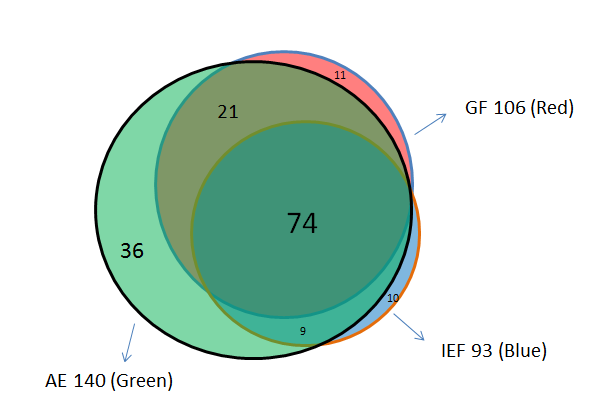 11
GF 106 (Red)
21
74
36
10
9
IEF 93 (Blue)
AE 140 (Green)